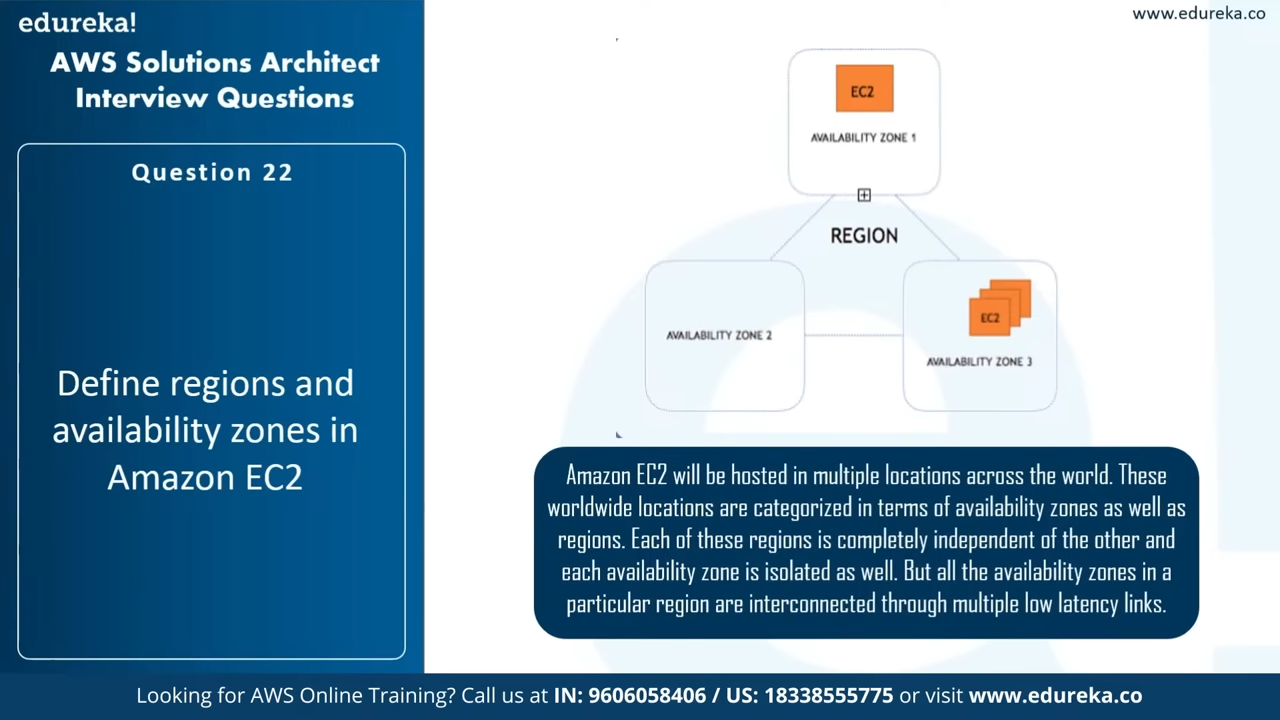 edureka!
www.edureka.co
AWS Solutions Architect
Interview Questions
Question 22
Define regions and
availability zones in
Amazon EC2
EC2
AVAILABILITY ZONE 1
REGION
AVAILABILITY ZONE 2
EC2
AVAILABILITY ZONE 3
Amazon EC2 will be hosted in multiple locations across the world. These
worldwide locations are categorized in terms of availability zones as well as
regions. Each of these regions is completely independent of the other and
each availability zone is isolated as well. But all the availability zones in a
particular region are interconnected through multiple low latency links.
Looking for AWS Online Training? Call us at IN: 9606058406 / US: 18338555775 or visit www.edureka.co